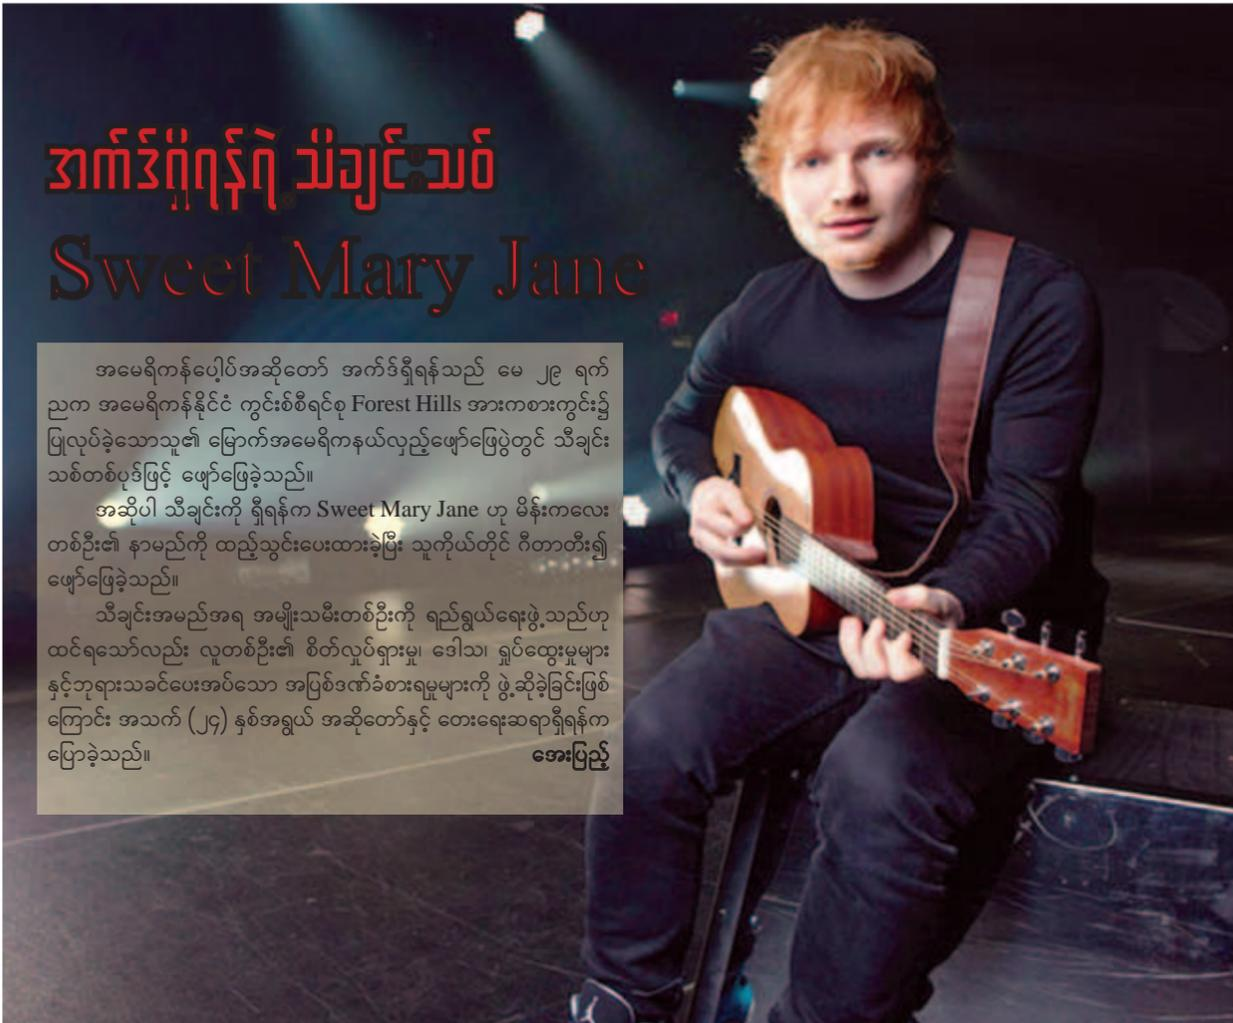 အက်ဒ်ရှီရန်ရဲ့ သီချင်းသစ်
Sweet Mary Jane
အမေရိကန်ပေါ့ပ်အဆိုတော် အက်ဒ်ရှီရန်သည် မေ ၂၉ ရက်
ညက အမေရိကန်နိုင်ငံ ကွင်းစ်စီရင်စု Forest Hills အားကစားကွင်း၌
ပြုလုပ်ခဲ့သောသူ၏ မြောက်အမေရိကနယ်လှည့်ဖျော်ဖြေပွဲတွင် သီချင်း
သစ်တစ်ပုဒ်ဖြင့် ဖျော်ဖြေခဲ့သည်။
အဆိုပါ သီချင်းကို ရှီရန်က Sweet Mary Jane ဟု မိန်းကလေး
တစ်ဦး၏ နာမည်ကို ထည့်သွင်းပေးထားခဲ့ပြီး သူကိုယ်တိုင် ဂီတာတီး၍
ဖျော်ဖြေခဲ့သည်။
သီချင်းအမည်အရ အမျိုးသမီးတစ်ဦးကို ရည်ရွယ်ရေးဖွဲ့သည်ဟု
ထင်ရသော်လည်း လူတစ်ဦး၏ စိတ်လှုပ်ရှားမှု၊ ဒေါသ၊ ရှုပ်ထွေးမှုများ
နှင့်ဘုရားသခင်ပေးအပ်သော အပြစ်ဒဏ်ခံစားရမှုများကို ဖွဲ့ဆိုခဲ့ခြင်းဖြစ်
ကြောင်း အသက် (၂၄) နှစ်အရွယ် အဆိုတော်နှင့် တေးရေးဆရာရှီရန်က
ပြောခဲ့သည်။ အေးပြည့်